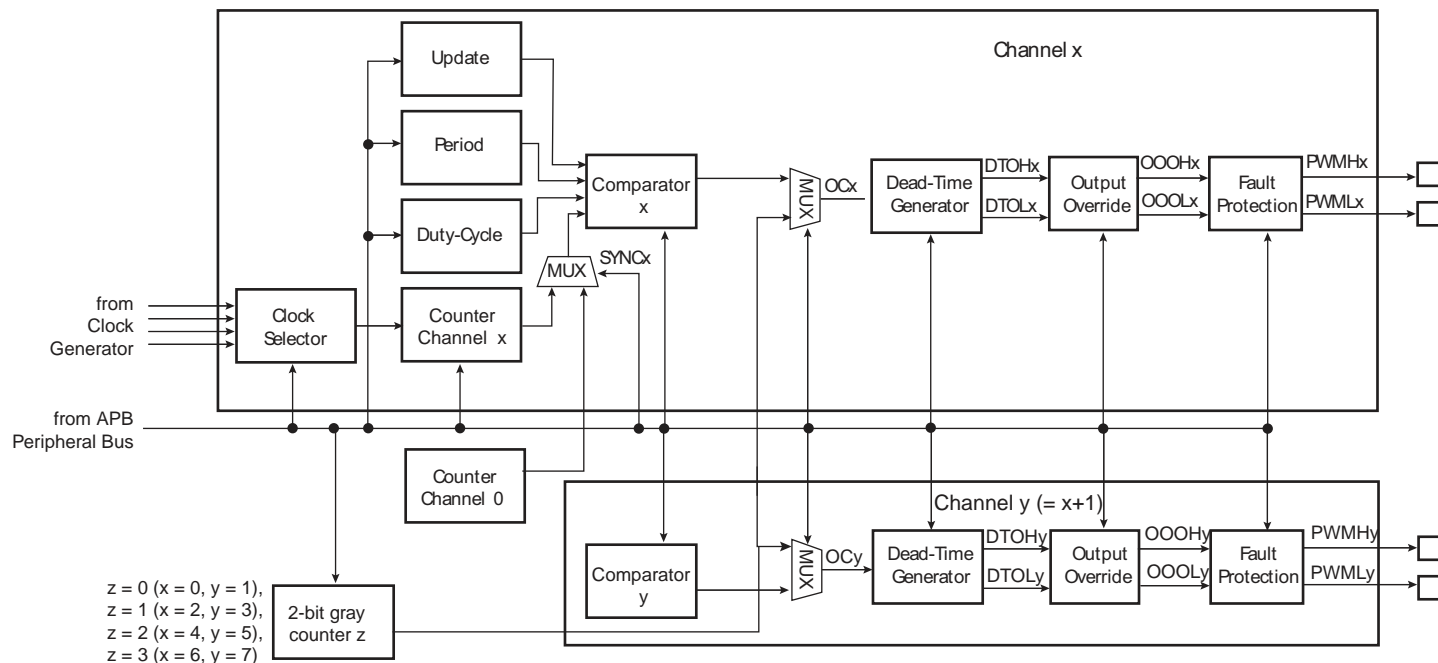 Channel x
Update
Period
Comparator
x
Duty-Cycle
MUX
SYNCx
MUX
OCx
Dead-Time
Generator
DTOHx
DTOLx
Output
Override
OOOHx
OOOLx
Fault
Protection
PWMHx
PWMLx
from
Clock
Generator
Clock
Selector
Counter
Channel x
from APB
Peripheral Bus
Counter
Channel 0
Channel y (= x+1)
Comparator
y
MUX
OCy
Dead-Time
Generator
DTOHy
DTOLy
Output
Override
OOOHy
OOOLy
Fault
Protection
PWMHy
PWMLy
z = 0 (x = 0, y = 1),
z = 1 (x = 2, y = 3),
z = 2 (x = 4, y = 5),
z = 3 (x = 6, y = 7)
2-bit gray
counter z